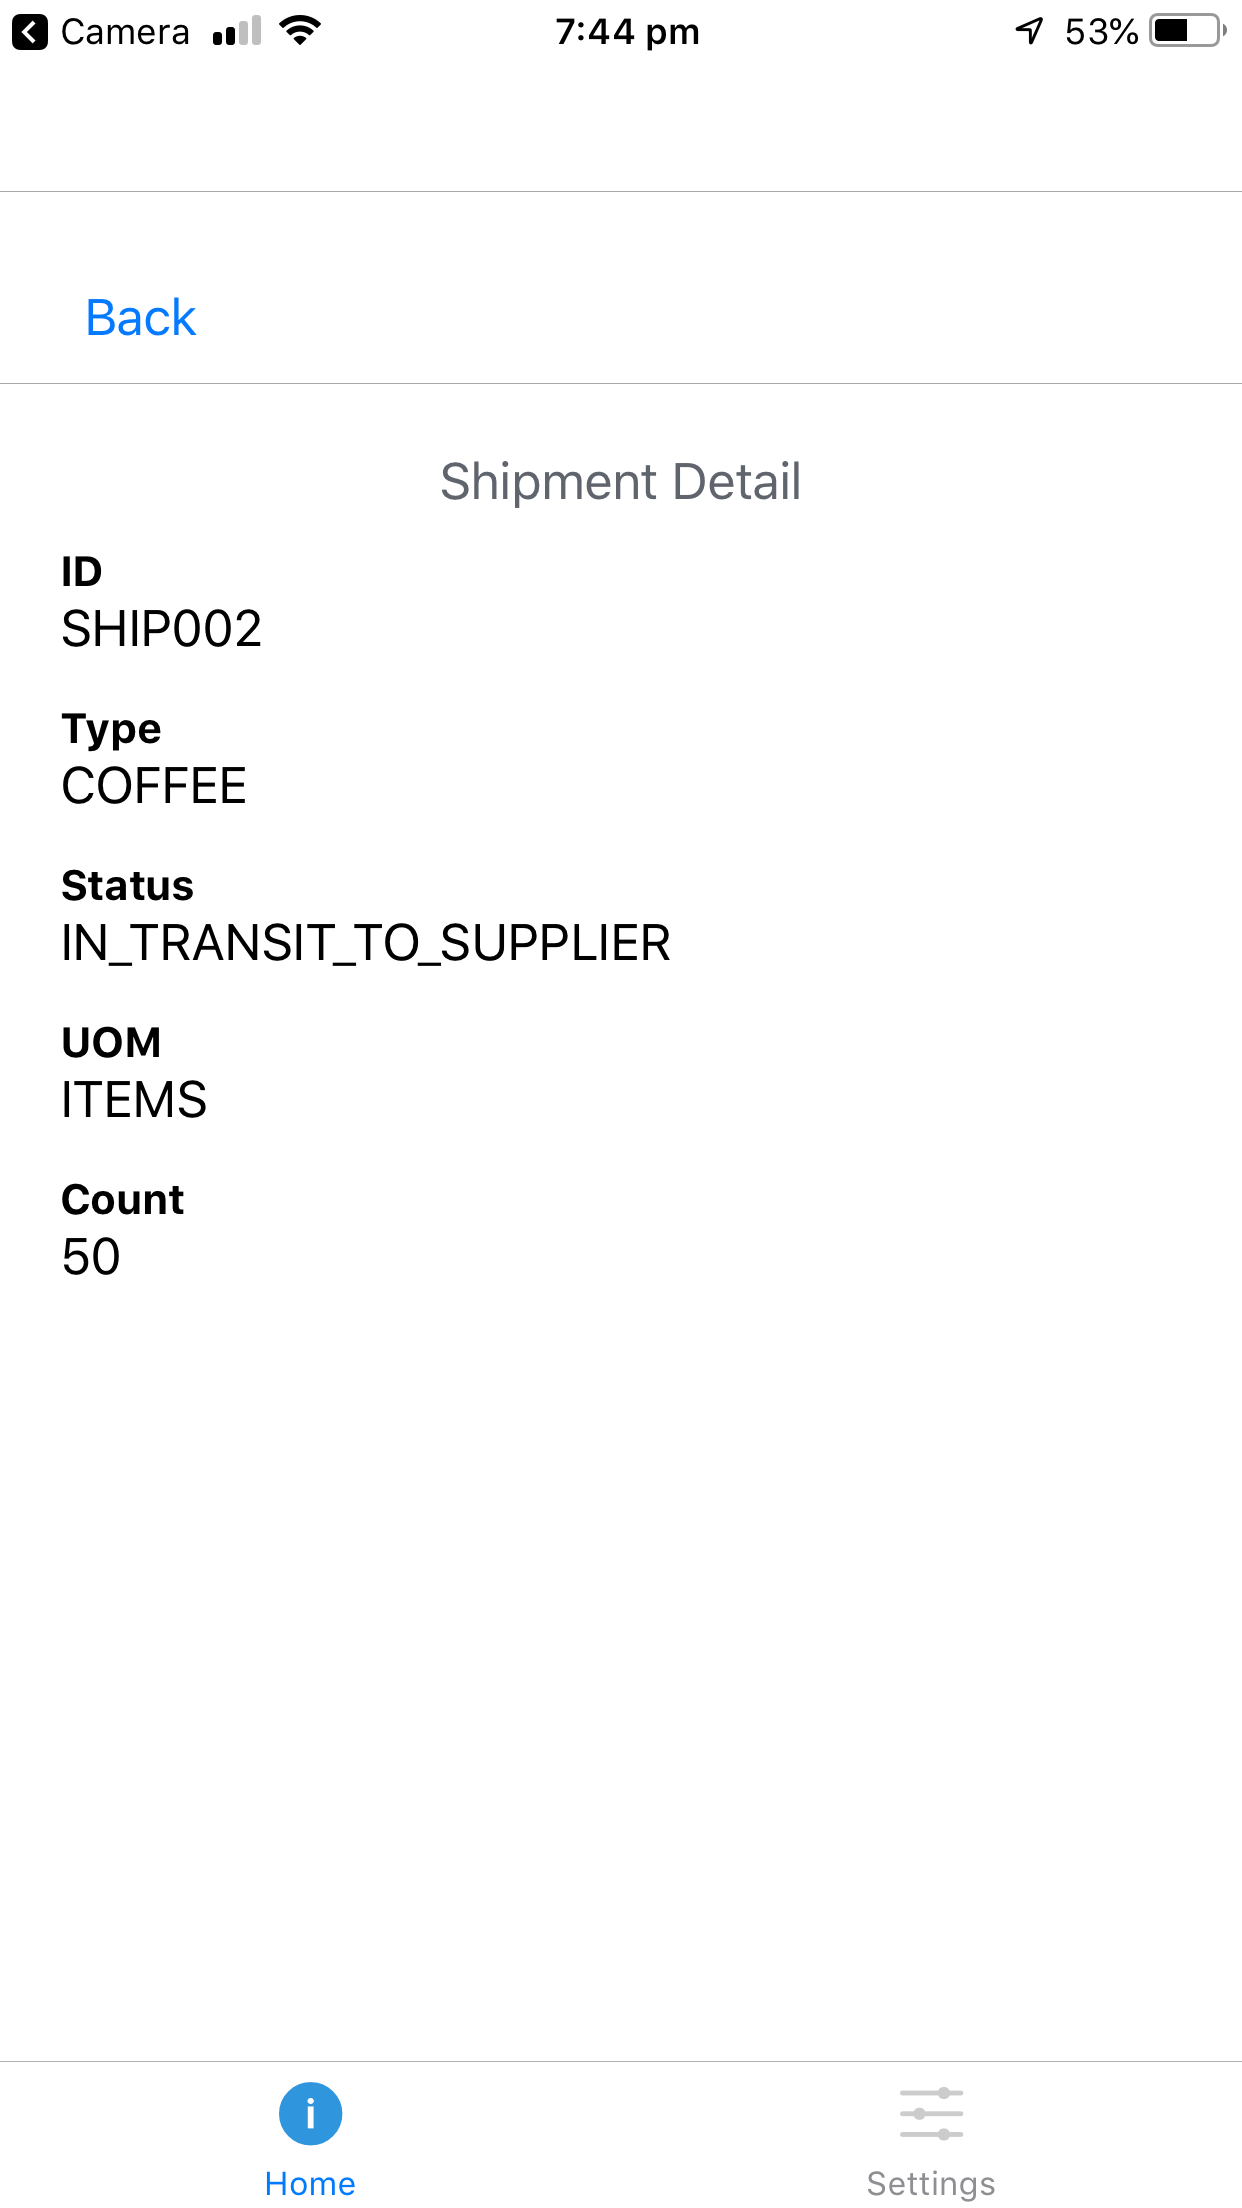 Camera 7:44 pm 53%
Back
Shipment Detail
ID
SHIP002
Type
COFFEE
Status
IN_TRANSIT_TO_SUPPLIER
UOM
ITEMS
Count
50
Home Settings